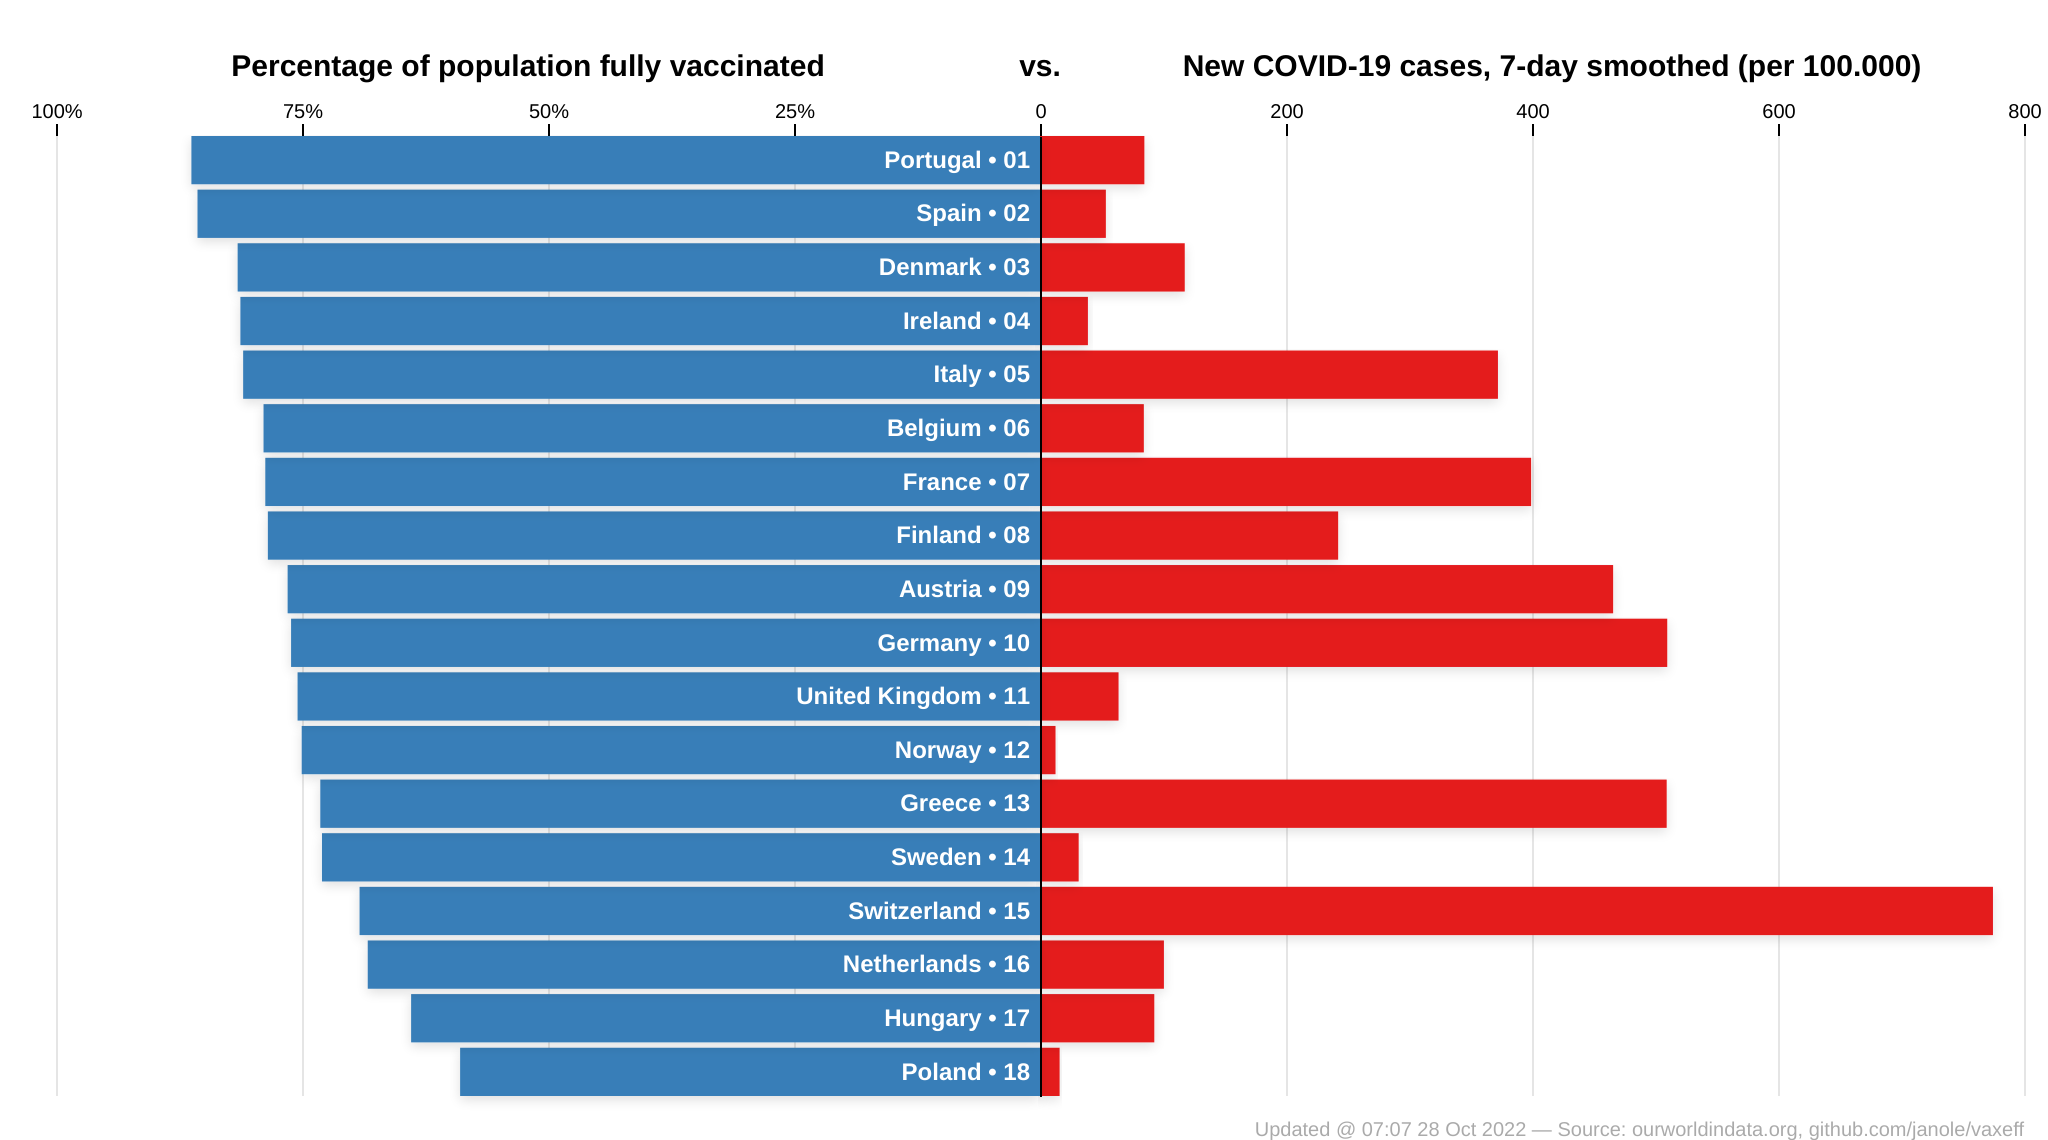 Percentage of population fully vaccinated vs. New COVID-19 cases, 7-day smoothed (per 100.000)
100% 75% 50% 25% 0 200 400 600 800
Portugal • 01
Spain • 02
Denmark • 03
Ireland • 04
Italy • 05
Belgium • 06
France • 07
Finland • 08
Austria • 09
Germany • 10
United Kingdom • 11
Norway • 12
Greece • 13
Sweden • 14
Switzerland • 15
Netherlands • 16
Hungary • 17
Poland • 18
Updated @ 07:07 28 Oct 2022 — Source: ourworldindata.org, github.com/janole/vaxeff